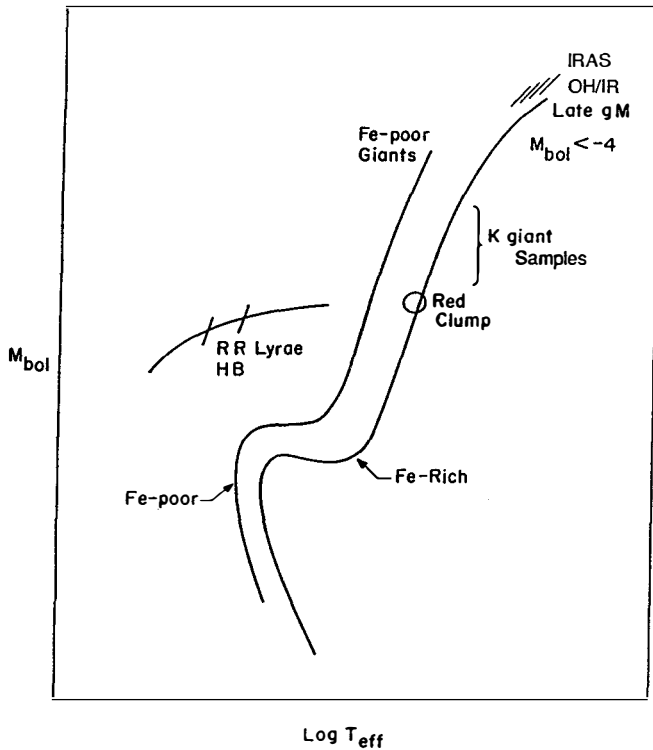 IRAS
OH/IR
Late gM
M_bol < -4
Fe-poor
Giants
K giant
Samples
Red
Clump
RR Lyrae
HB
M_bol
Fe-poor
Fe-Rich
Log T_eff